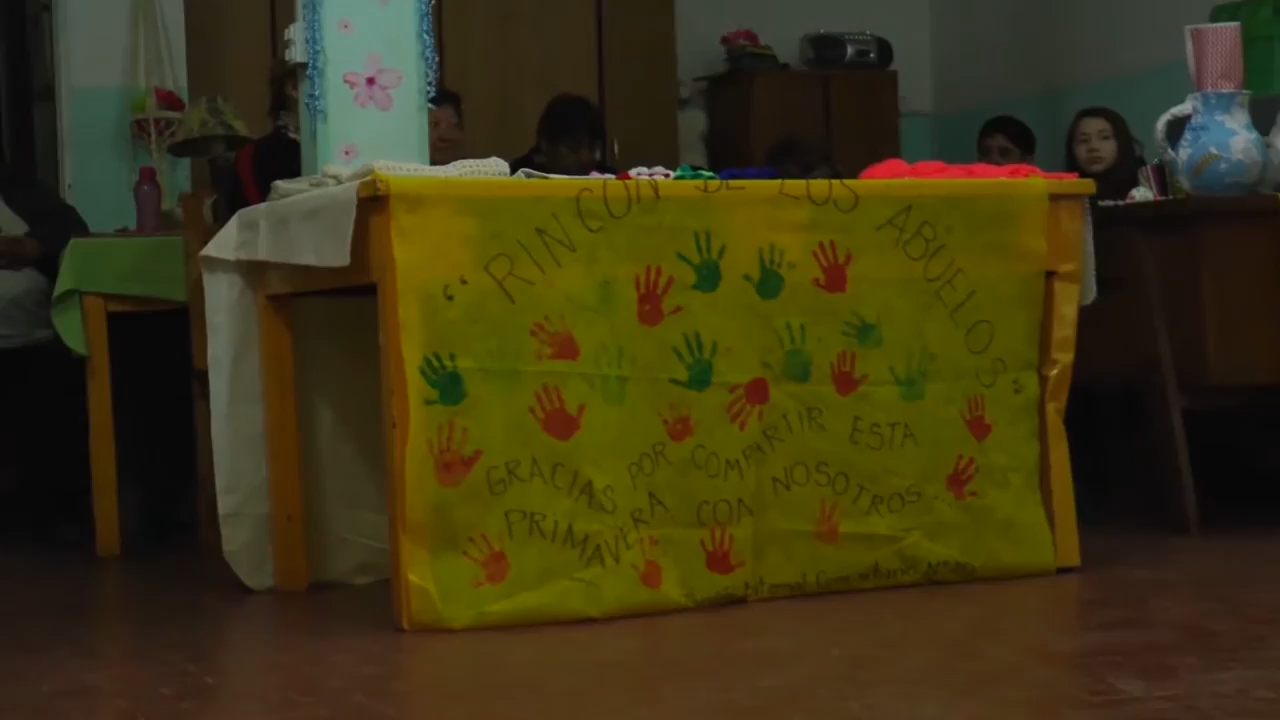 “RINCON DE LOS ABUELOS”
GRACIAS POR COMPARTIR ESTA
PRIMAVERA CON NOSOTROS.